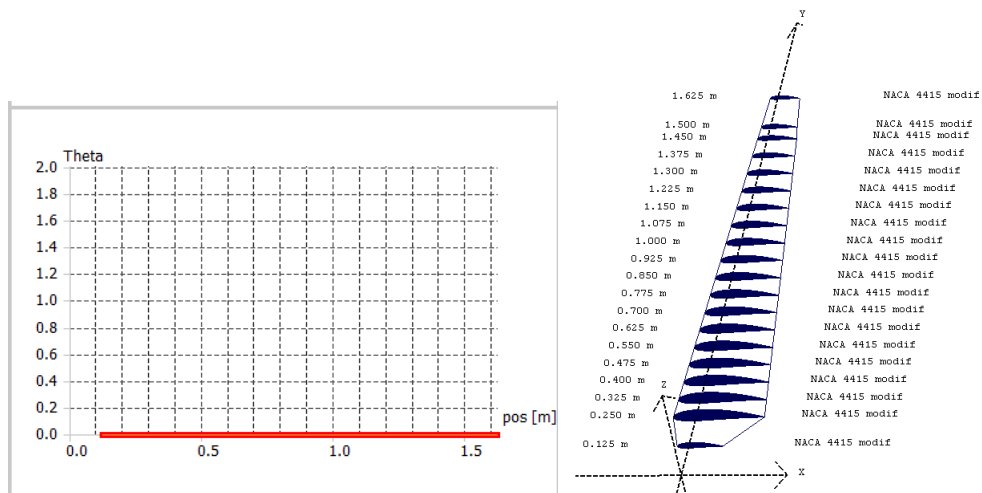 Theta
2.0
1.8
1.6
1.4
1.2
1.0
0.8
0.6
0.4
0.2
0.0
pos [m]
0.0 0.5 1.0 1.5
Y
1.625 m NACA 4415 modif
1.500 m NACA 4415 modif
1.450 m NACA 4415 modif
1.375 m NACA 4415 modif
1.300 m NACA 4415 modif
1.225 m NACA 4415 modif
1.150 m NACA 4415 modif
1.075 m NACA 4415 modif
1.000 m NACA 4415 modif
0.925 m NACA 4415 modif
0.850 m NACA 4415 modif
0.775 m NACA 4415 modif
0.700 m NACA 4415 modif
0.625 m NACA 4415 modif
0.550 m NACA 4415 modif
0.475 m NACA 4415 modif
0.400 m NACA 4415 modif
Z
0.325 m NACA 4415 modif
0.250 m NACA 4415 modif
0.125 m NACA 4415 modif
X